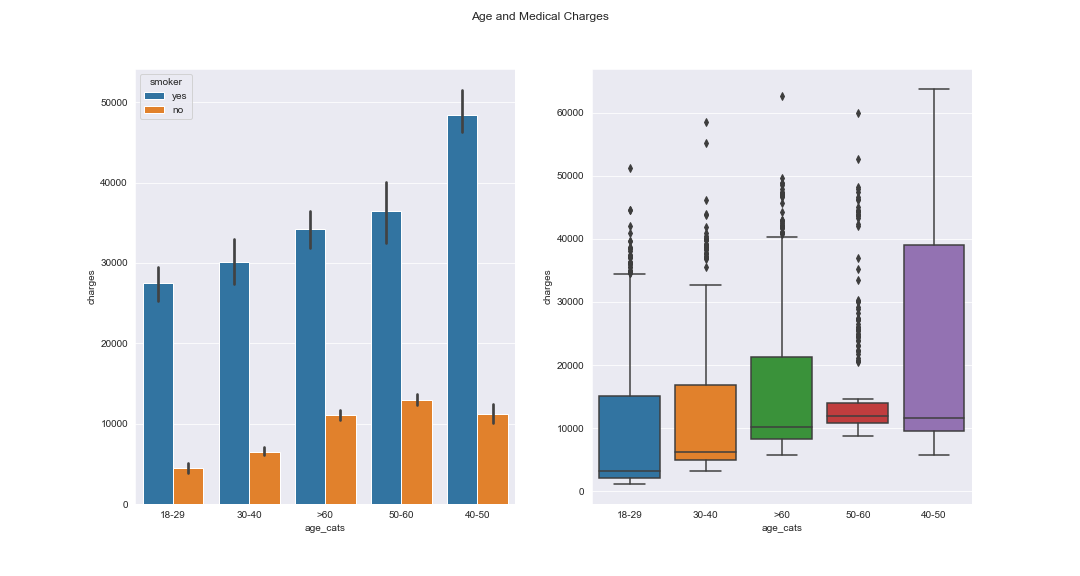 Age and Medical Charges
smoker
yes
no
50000
40000
30000
20000
10000
0
charges
18-29 30-40 >60 50-60 40-50
age_cats
60000
50000
40000
30000
20000
10000
0
charges
18-29 30-40 >60 50-60 40-50
age_cats